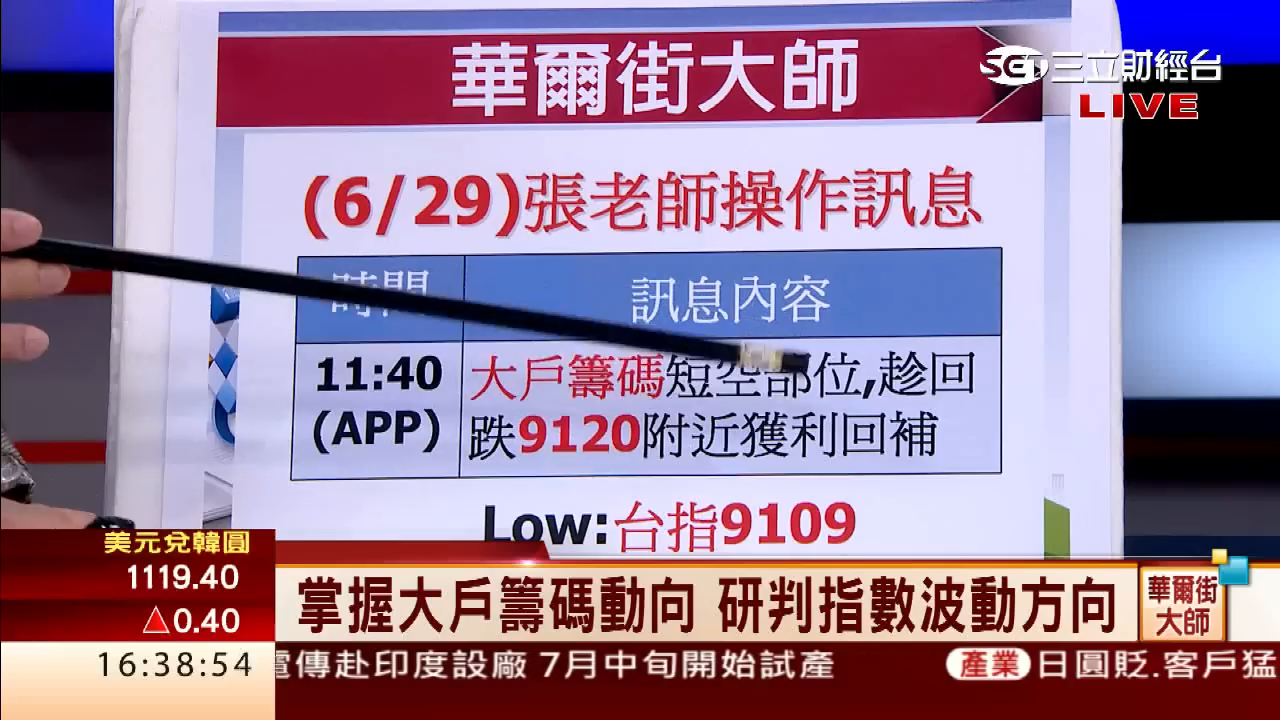 華爾街大師
SET三立財經台
LIVE
(6/29)張老師操作訊息
時間
訊息內容
11:40
(APP)
大戶籌碼短空部位,趁回
跌9120附近獲利回補
Low:台指9109
美元兌韓圓
1119.40
△0.40
掌握大戶籌碼動向 研判指數波動方向
華爾街
大師
16:38:54
電傳赴印度設廠 7月中旬開始試產
產業 日圓貶.客戶猛